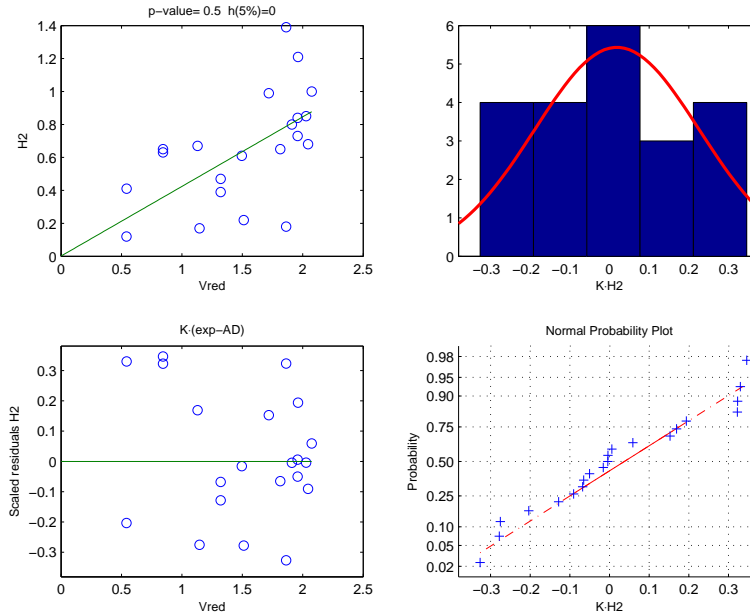 p-value= 0.5 h(5%)=0
1.4
1.2
1
0.8
0.6
0.4
0.2
0
H2
0 0.5 1 1.5 2 2.5
Vred
6
5
4
3
2
1
0
−0.3 −0.2 −0.1 0 0.1 0.2 0.3
K·H2
K·(exp−AD)
0.3
0.2
0.1
0
−0.1
−0.2
−0.3
Scaled residuals H2
0 0.5 1 1.5 2 2.5
Vred
Normal Probability Plot
0.98
0.95
0.90
0.75
0.50
0.25
0.10
0.05
0.02
Probability
−0.3 −0.2 −0.1 0 0.1 0.2 0.3
K·H2